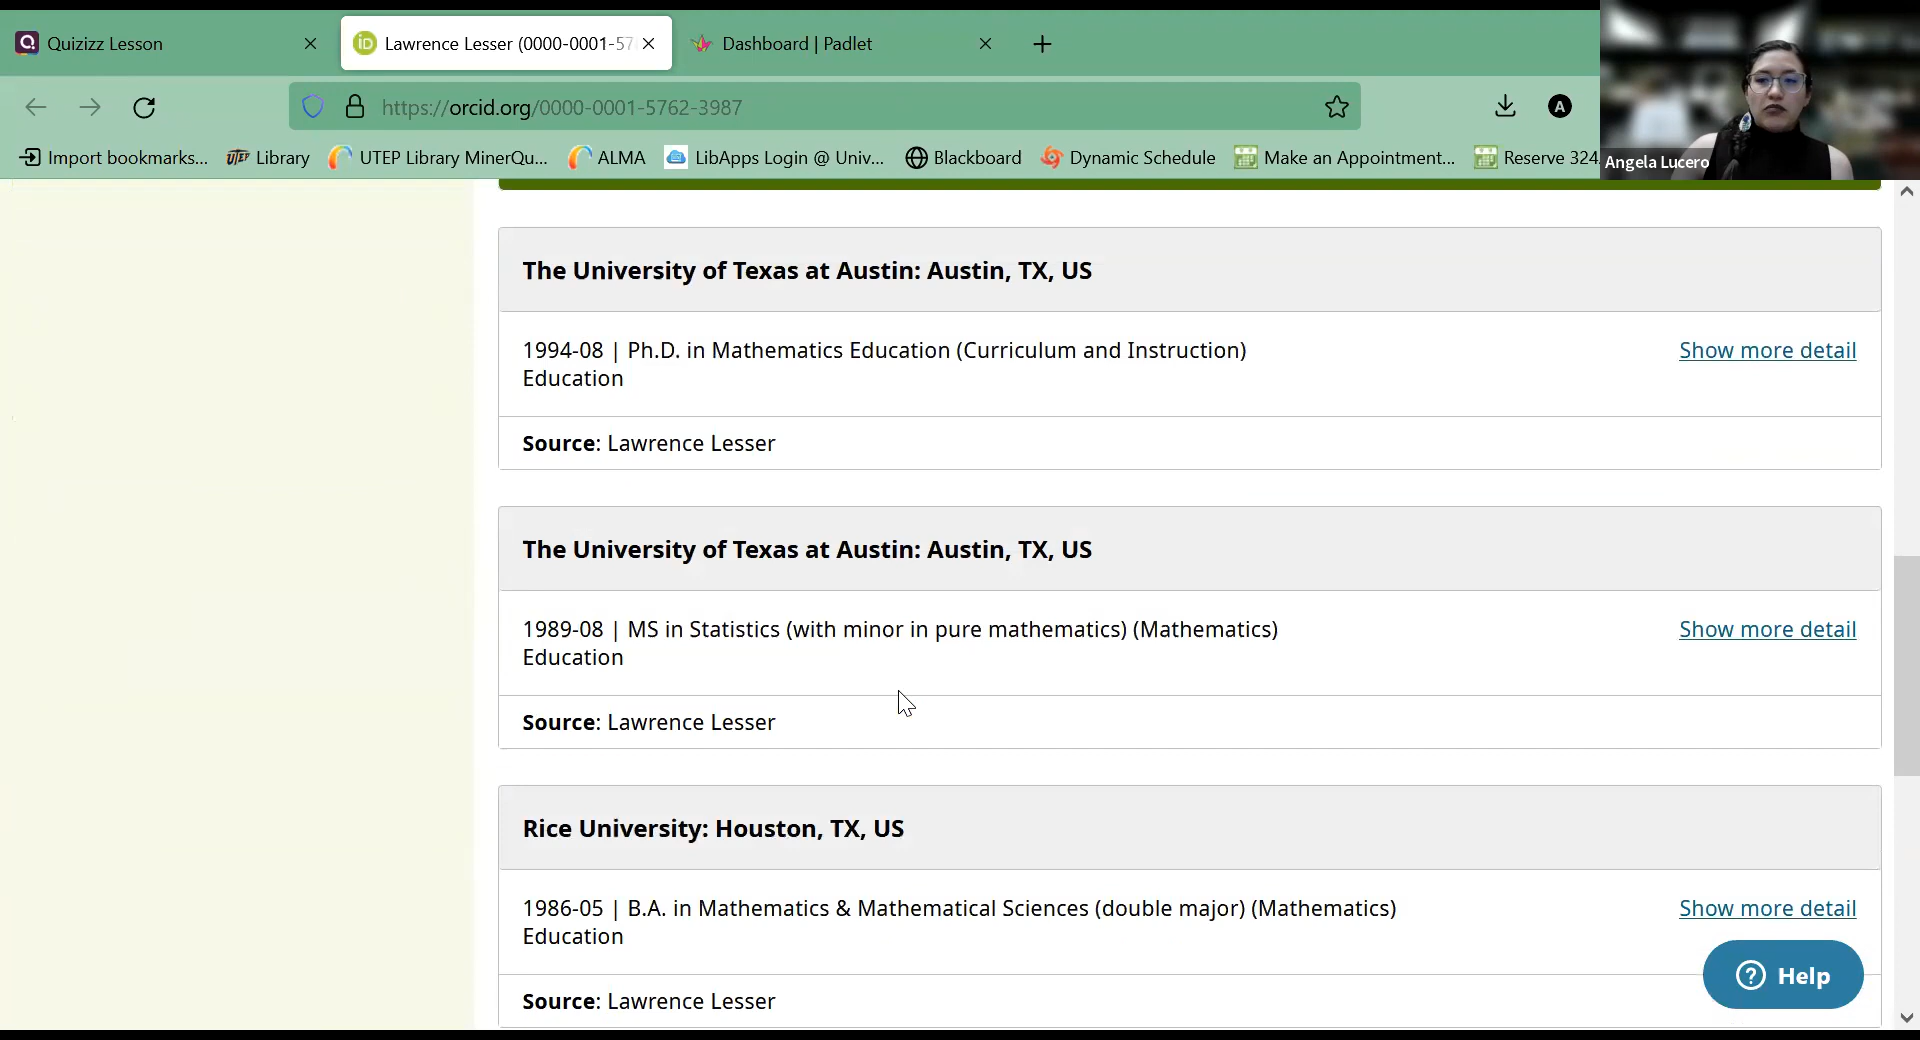 Quizizz Lesson
Lawrence Lesser (0000-0001-57
Dashboard | Padlet
https://orcid.org/0000-0001-5762-3987
A
Import bookmarks...
UTEP Library
UTEP Library MinerQu...
ALMA
LibApps Login @ Univ...
Blackboard
Dynamic Schedule
Make an Appointment...
Reserve 324
Angela Lucero
The University of Texas at Austin: Austin, TX, US
1994-08 | Ph.D. in Mathematics Education (Curriculum and Instruction)
Show more detail
Education
Source: Lawrence Lesser
The University of Texas at Austin: Austin, TX, US
1989-08 | MS in Statistics (with minor in pure mathematics) (Mathematics)
Show more detail
Education
Source: Lawrence Lesser
Rice University: Houston, TX, US
1986-05 | B.A. in Mathematics & Mathematical Sciences (double major) (Mathematics)
Show more detail
Education
Help
Source: Lawrence Lesser